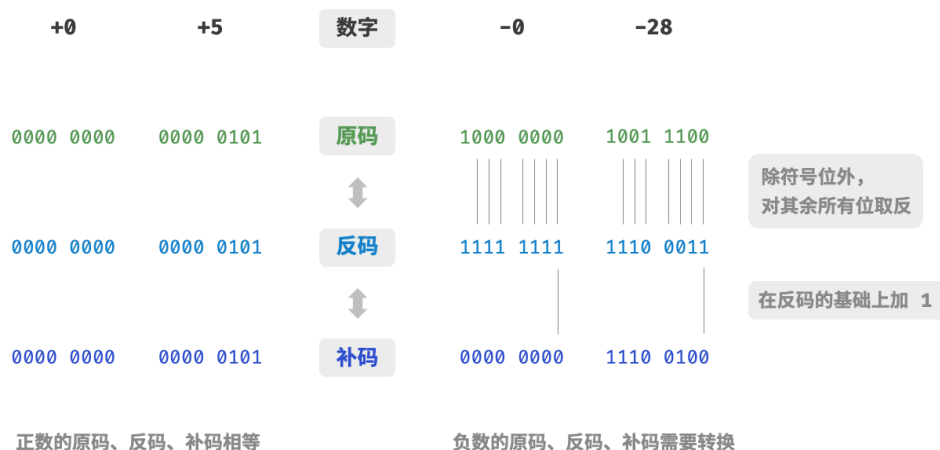 +0 +5 数字 -0 -28
0000 0000 0000 0101 原码 1000 0000 1001 1100
除符号位外，
对其余所有位取反
0000 0000 0000 0101 反码 1111 1111 1110 0011
在反码的基础上加 1
0000 0000 0000 0101 补码 0000 0000 1110 0100
正数的原码、反码、补码相等 负数的原码、反码、补码需要转换